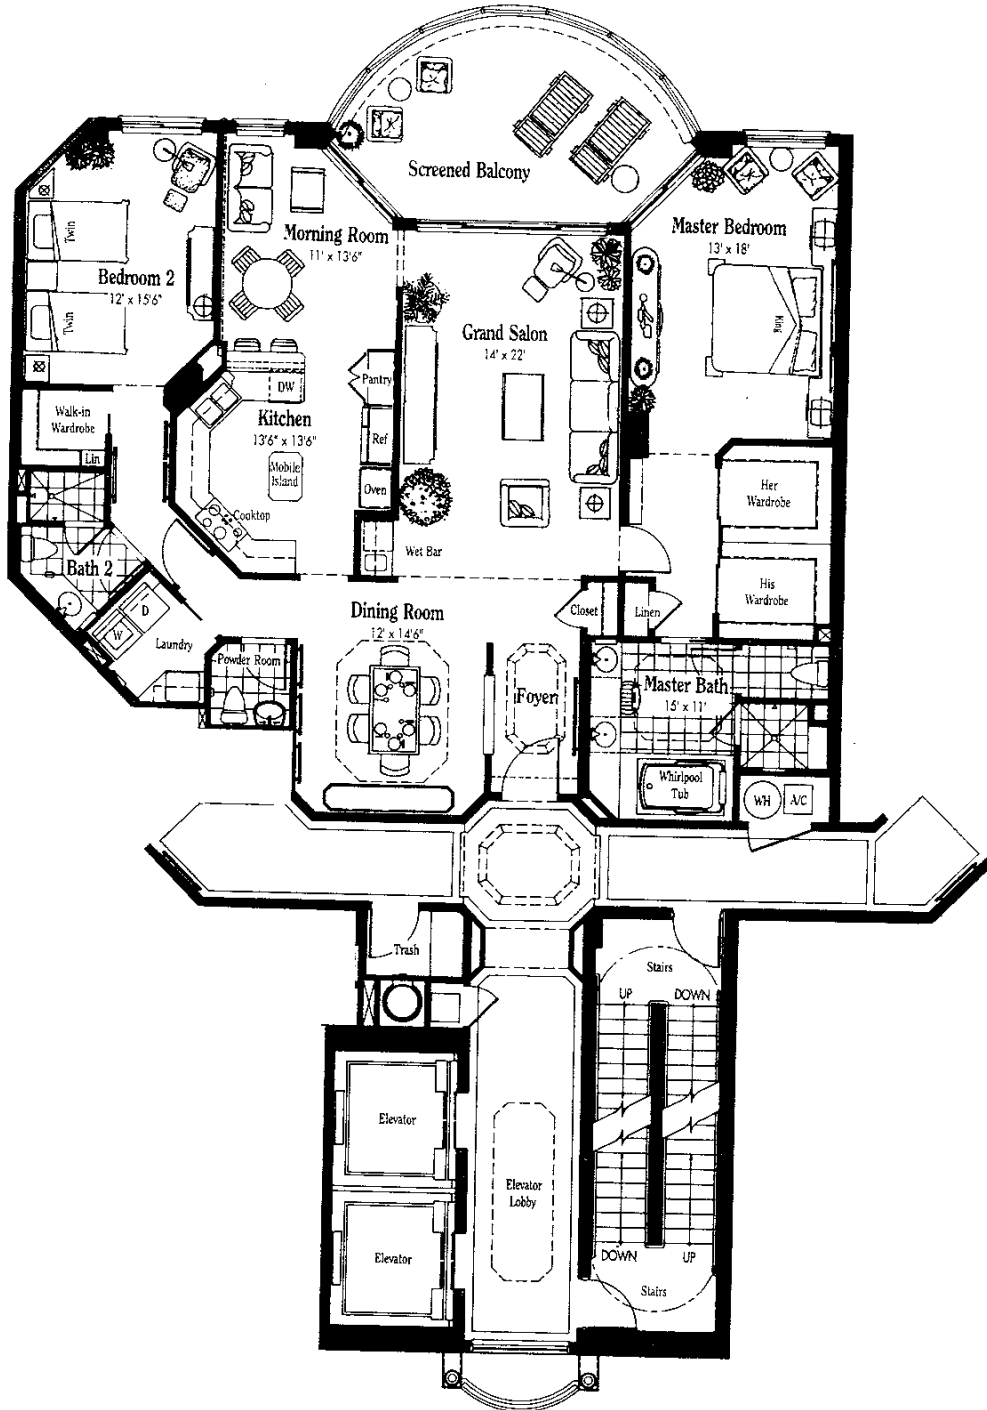 Screened Balcony
Master Bedroom
13' x 18'
Morning Room
11' x 13'6"
Twin
Bedroom 2
12' x 15'6"
Twin
King
Grand Salon
14' x 22'
DW
Pantry
Kitchen
13'6" x 13'6"
Walk-in
Wardrobe
Lin
Ref
Mobile
Island
Oven
Cooktop
Her
Wardrobe
Wet Bar
Bath 2
His
Wardrobe
D
W
Laundry
Dining Room
12' x 14'6"
Closet
Linen
Powder Room
Foyer
Master Bath
15' x 11'
Whirlpool
Tub
WH
A/C
Trash
Stairs
UP
DOWN
Elevator
Elevator
Lobby
Elevator
DOWN
UP
Stairs